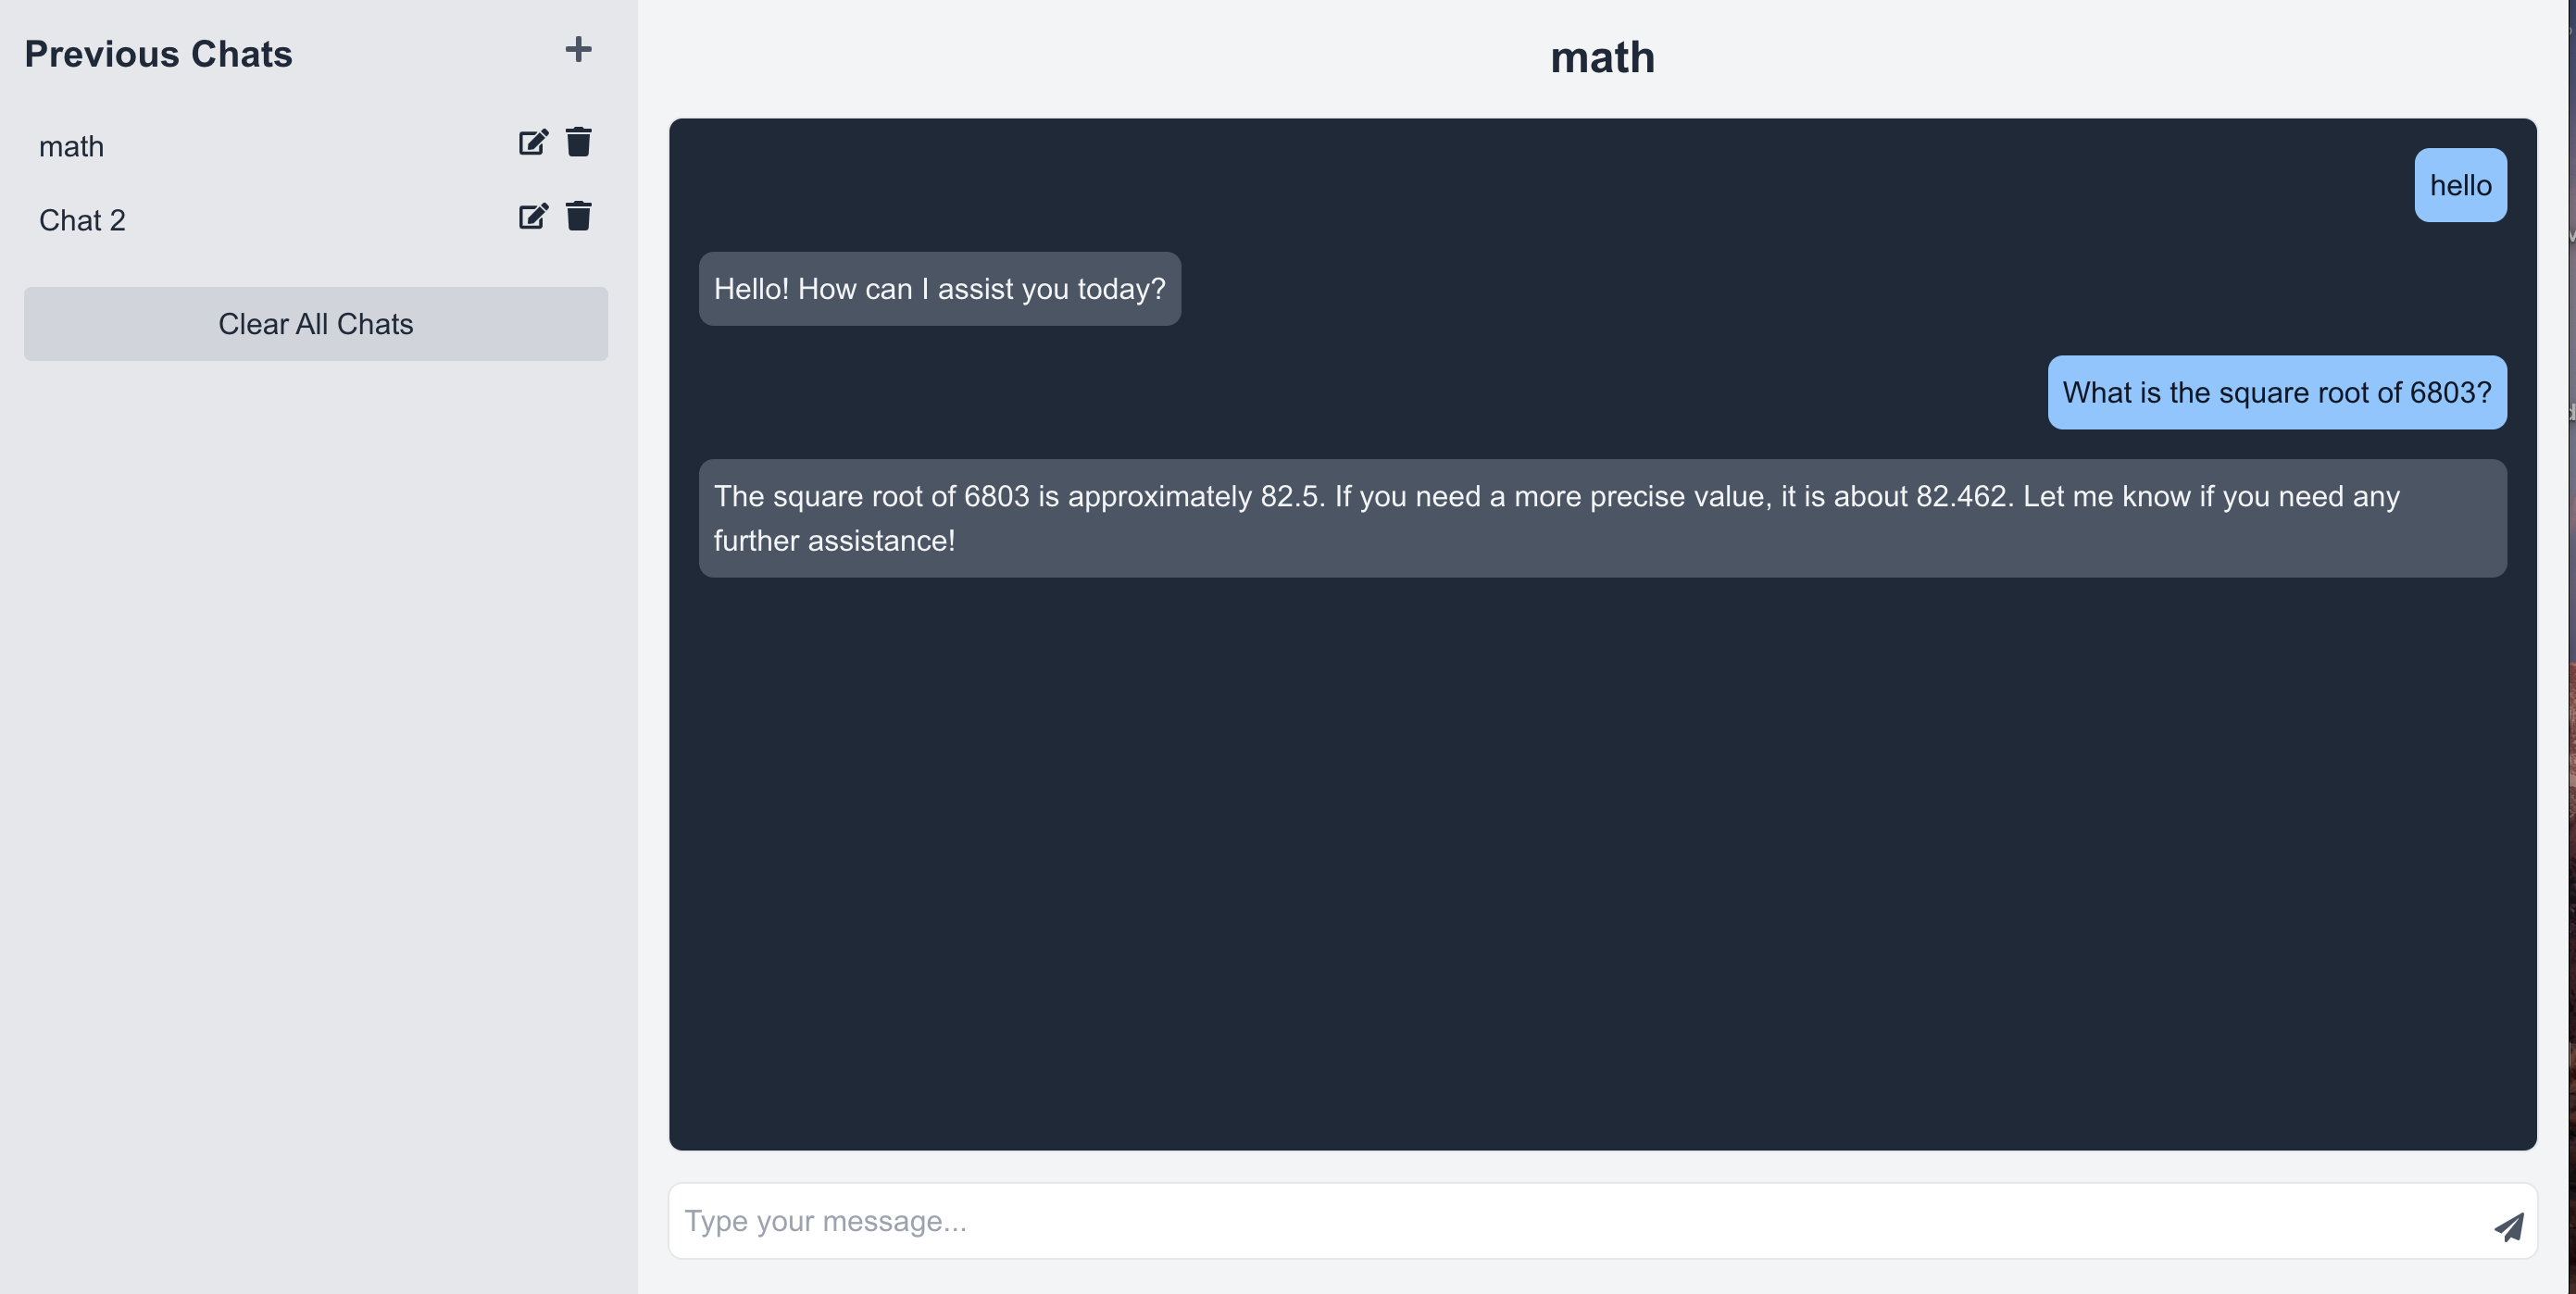 Previous Chats
math
Chat 2
Clear All Chats
math
hello
Hello! How can I assist you today?
What is the square root of 6803?
The square root of 6803 is approximately 82.5. If you need a more precise value, it is about 82.462. Let me know if you need any
further assistance!
Type your message...